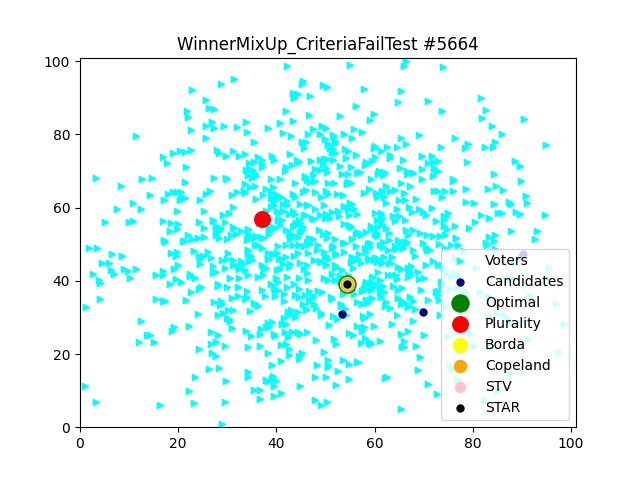 WinnerMixUp_CriteriaFailTest #5664
100
80
60
40
20
0
0 20 40 60 80 100
Voters
Candidates
Optimal
Plurality
Borda
Copeland
STV
STAR